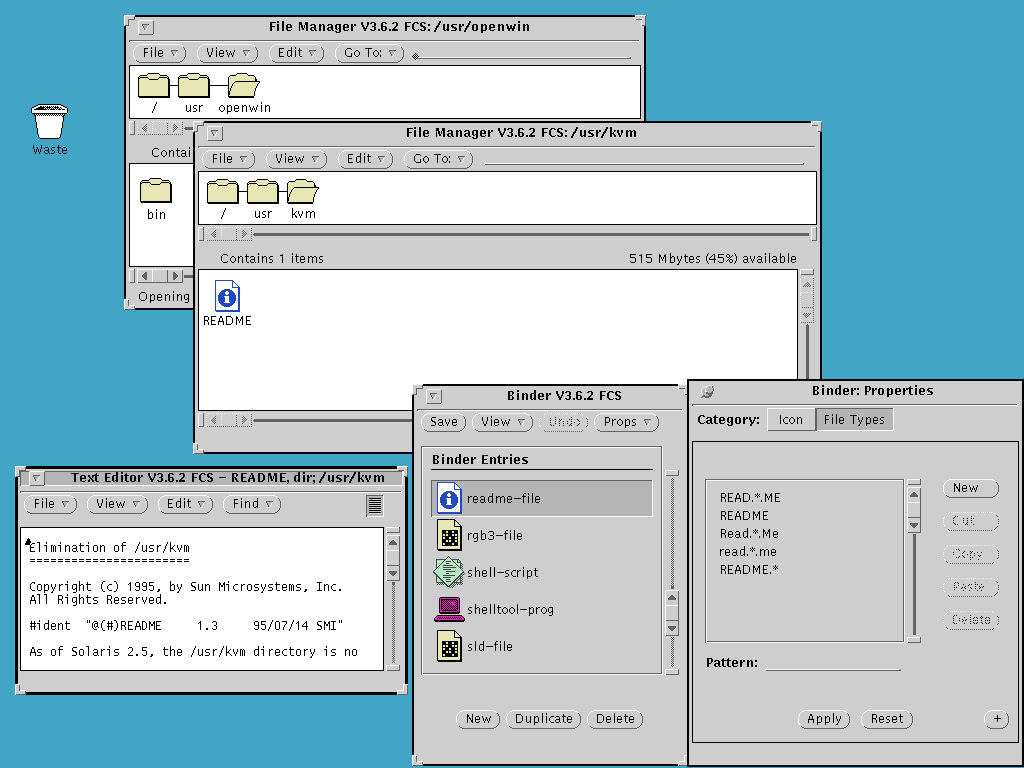 File Manager V3.6.2 FCS: /usr/openwin
File View Edit Go To:
/ usr openwin
Contai
bin
Opening
Waste
File Manager V3.6.2 FCS: /usr/kvm
File View Edit Go To:
/ usr kvm
Contains 1 items 515 Mbytes (45%) available
README
Text Editor V3.6.2 FCS - README, dir; /usr/kvm
File View Edit Find
Elimination of /usr/kvm
=======================
Copyright (c) 1995, by Sun Microsystems, Inc.
All Rights Reserved.
#ident "@(#)README 1.3 95/07/14 SMI"
As of Solaris 2.5, the /usr/kvm directory is no
Binder V3.6.2 FCS
Save View Undo Props
Binder Entries
readme-file
rgb3-file
shell-script
shelltool-prog
sld-file
New Duplicate Delete
Binder: Properties
Category: Icon File Types
READ.*.ME
README
Read.*.Me
read.*.me
README.*
New
Cut
Copy
Paste
Delete
Pattern:
Apply Reset +